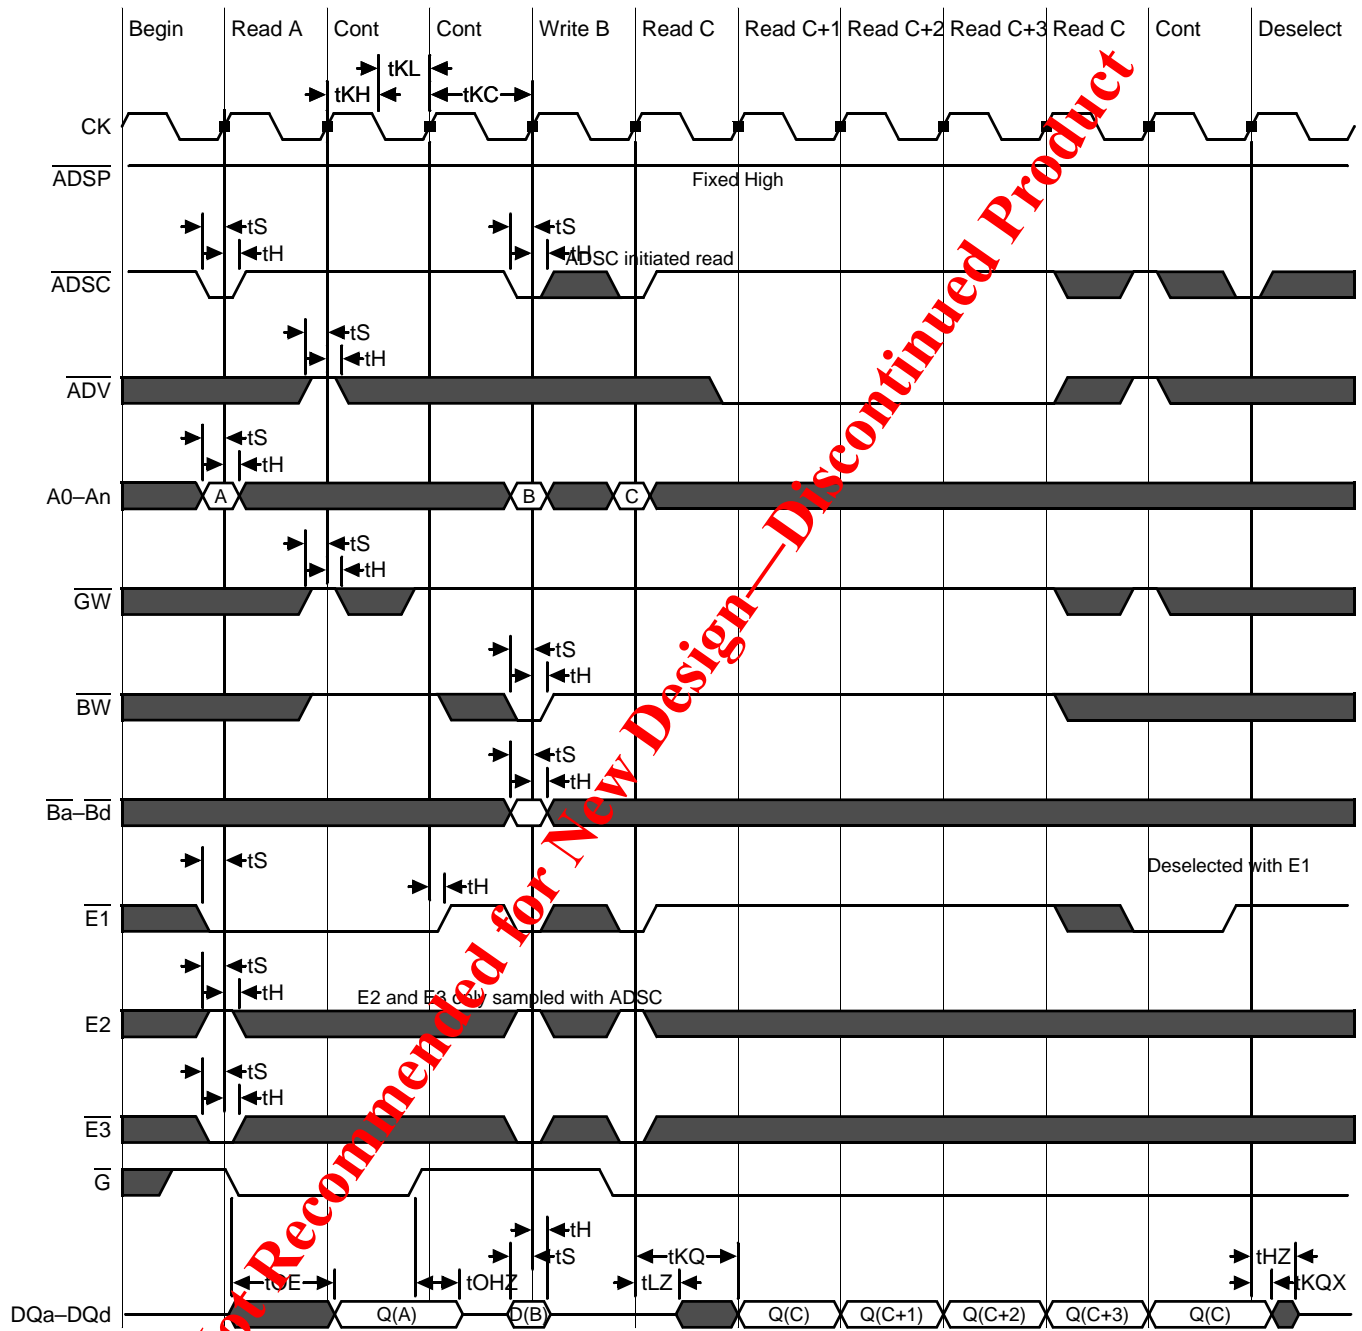 Begin
Read A
Cont
Cont
Write B
Read C
Read C+1
Read C+2
Read C+3
Read C
Cont
Deselect
tKL
tKH
tKC
CK
ADSP
Fixed High
tS
tS
tH
tH
ADSC initiated read
ADSC
tS
tH
ADV
tS
tH
A0–An
A
B
C
tS
tH
GW
tS
tH
BW
tS
tH
Ba–Bd
tS
Deselected with E1
tH
E1
tS
tH
E2 and E3 only sampled with ADSC
E2
tS
tH
E3
G
tH
tS
tKQ
tHZ
tOE
tOHZ
tLZ
tKQX
DQa–DQd
Q(A)
D(B)
Q(C)
Q(C+1)
Q(C+2)
Q(C+3)
Q(C)
Not Recommended for New Design—Discontinued Product